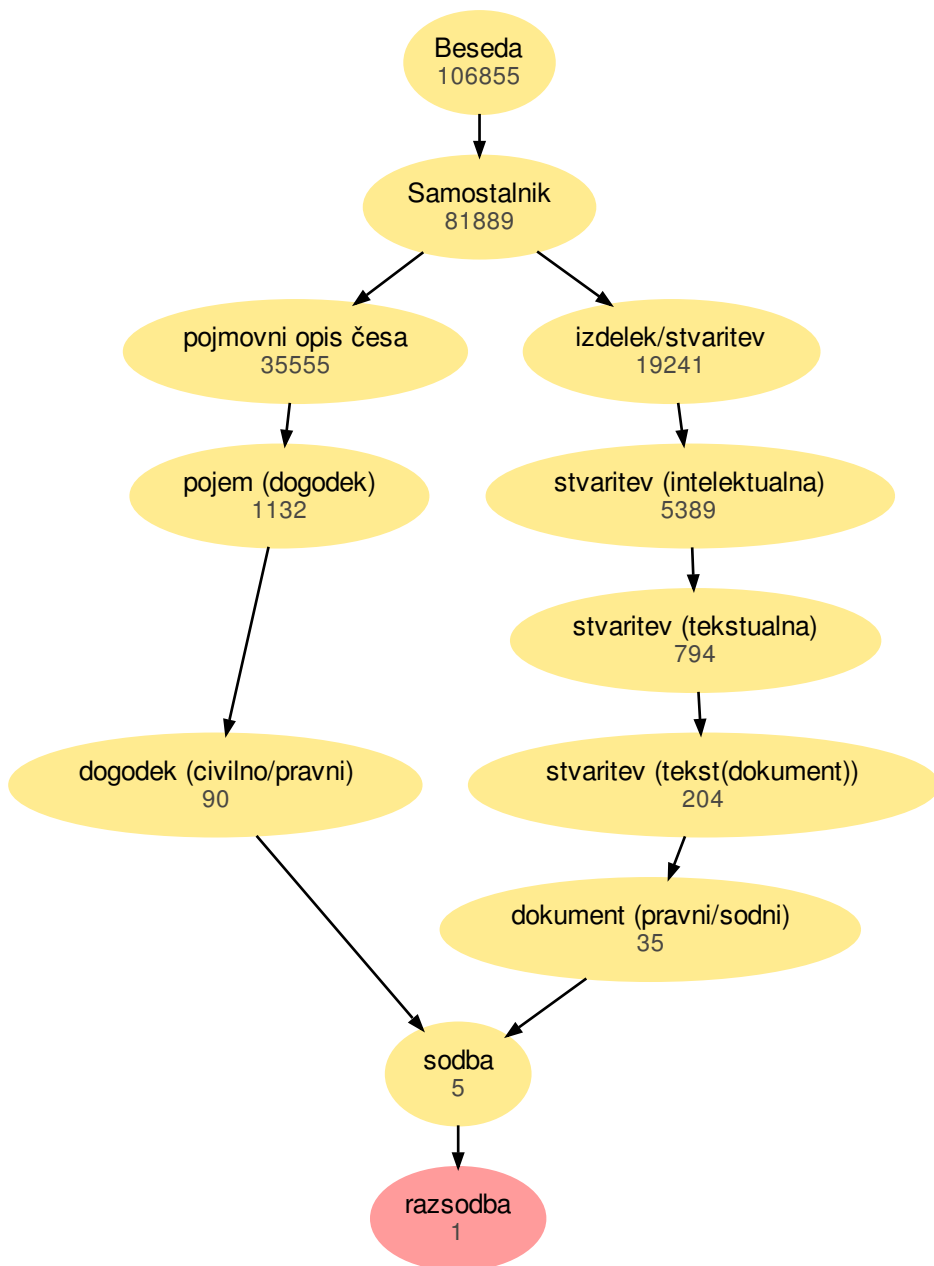 Beseda
106855
Samostalnik
81889
pojmovni opis česa
35555
izdelek/stvaritev
19241
pojem (dogodek)
1132
stvaritev (intelektualna)
5389
stvaritev (tekstualna)
794
dogodek (civilno/pravni)
90
stvaritev (tekst(dokument))
204
dokument (pravni/sodni)
35
sodba
5
razsodba
1